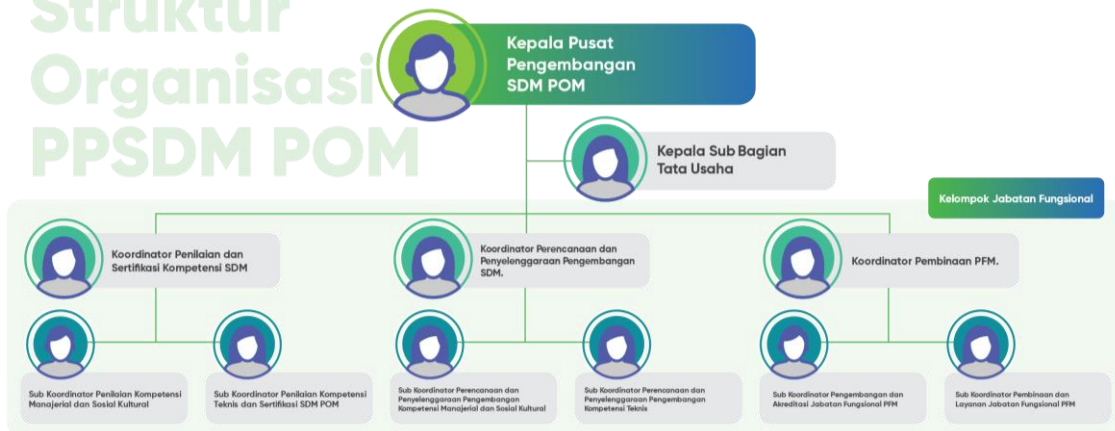 Struktur
Organisasi
PPSDM POM
Kepala Pusat
Pengembangan
SDM POM
Kepala Sub Bagian
Tata Usaha
Kelompok Jabatan Fungsional
Koordinator Penilaian dan
Sertifikasi Kompetensi SDM
Koordinator Perencanaan dan
Penyelenggaraan Pengembangan
SDM.
Koordinator Pembinaan PFM.
Sub Koordinator Penilaian Kompetensi
Manajerial dan Sosial Kultural
Sub Koordinator Penilaian Kompetensi
Teknis dan Sertifikasi SDM POM
Sub Koordinator Perencanaan dan
Penyelenggaraan Pengembangan
Kompetensi Manajerial dan Sosial Kultural
Sub Koordinator Perencanaan dan
Penyelenggaraan Pengembangan
Kompetensi Teknis
Sub Koordinator Pengembangan dan
Akreditasi Jabatan Fungsional PFM
Sub Koordinator Pembinaan dan
Layanan Jabatan Fungsional PFM